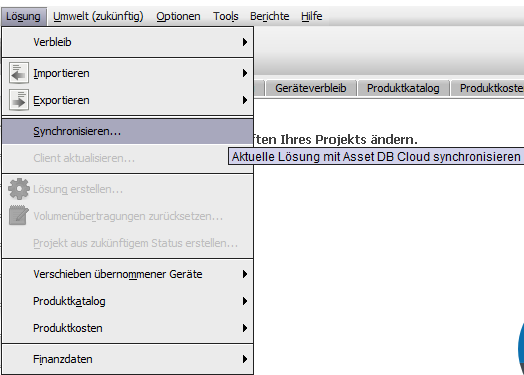 Lösung Umwelt (zukünftig) Optionen Tools Berichte Hilfe
Verbleib
Importieren
Exportieren
Geräteverbleib Produktkatalog Produktkoste
Synchronisieren...
ften Ihres Projekts ändern.
Aktuelle Lösung mit Asset DB Cloud synchronisieren
Client aktualisieren...
Lösung erstellen...
Volumenübertragungen zurücksetzen...
Projekt aus zukünftigem Status erstellen...
Verschieben übernommener Geräte
Produktkatalog
Produktkosten
Finanzdaten